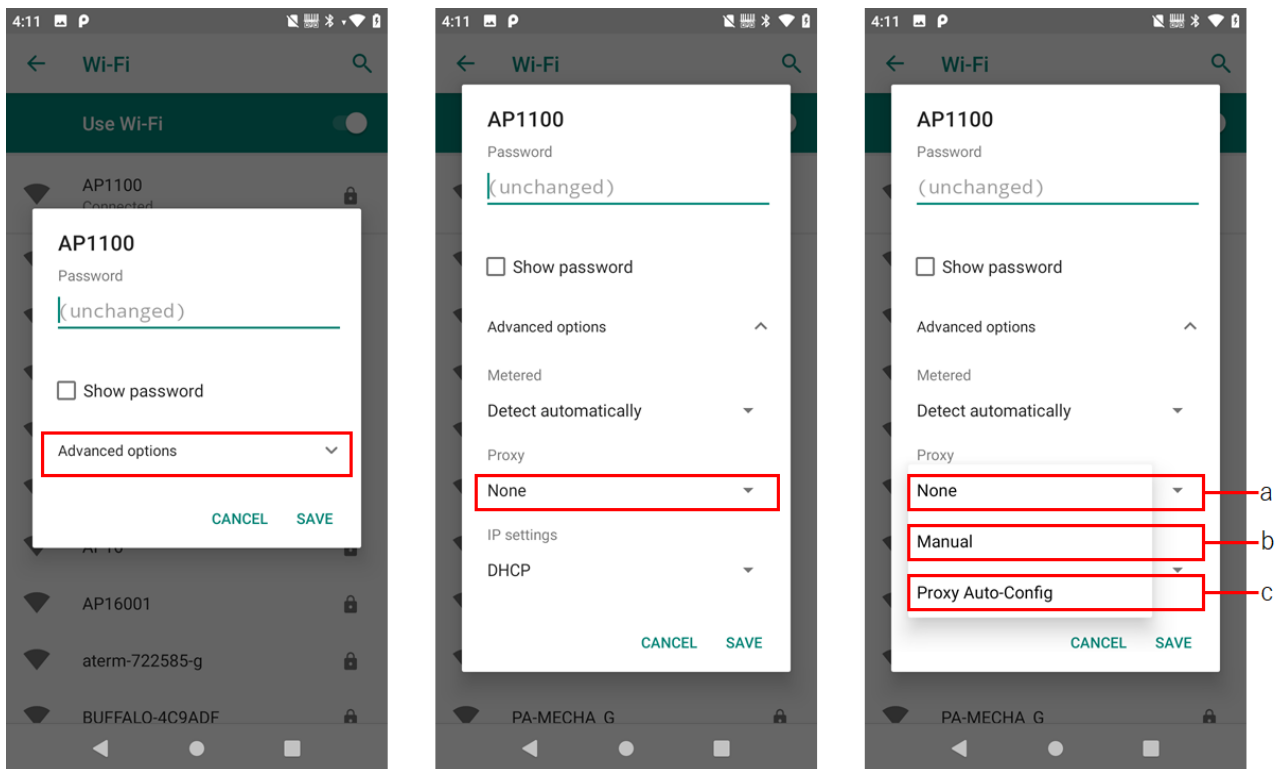 4:11
Wi-Fi
Use Wi-Fi
AP1100
Connected
AP1100
Password
(unchanged)
Show password
Advanced options
CANCEL SAVE
AP16001
aterm-722585-g
BUFFALO-4C9ADF
4:11
Wi-Fi
AP1100
Password
(unchanged)
Show password
Advanced options
Metered
Detect automatically
Proxy
None
IP settings
DHCP
CANCEL SAVE
PA-MECHA_G
4:11
Wi-Fi
AP1100
Password
(unchanged)
Show password
Advanced options
Metered
Detect automatically
Proxy
None
a
Manual
b
Proxy Auto-Config
c
CANCEL SAVE
PA-MECHA_G